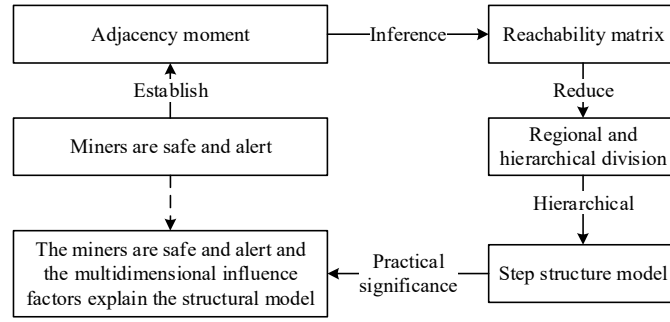 Adjacency moment
Inference
Reachability matrix
Establish
Reduce
Miners are safe and alert
Regional and
hierarchical division
Hierarchical
The miners are safe and alert and
the multidimensional influence
factors explain the structural model
Practical
significance
Step structure model